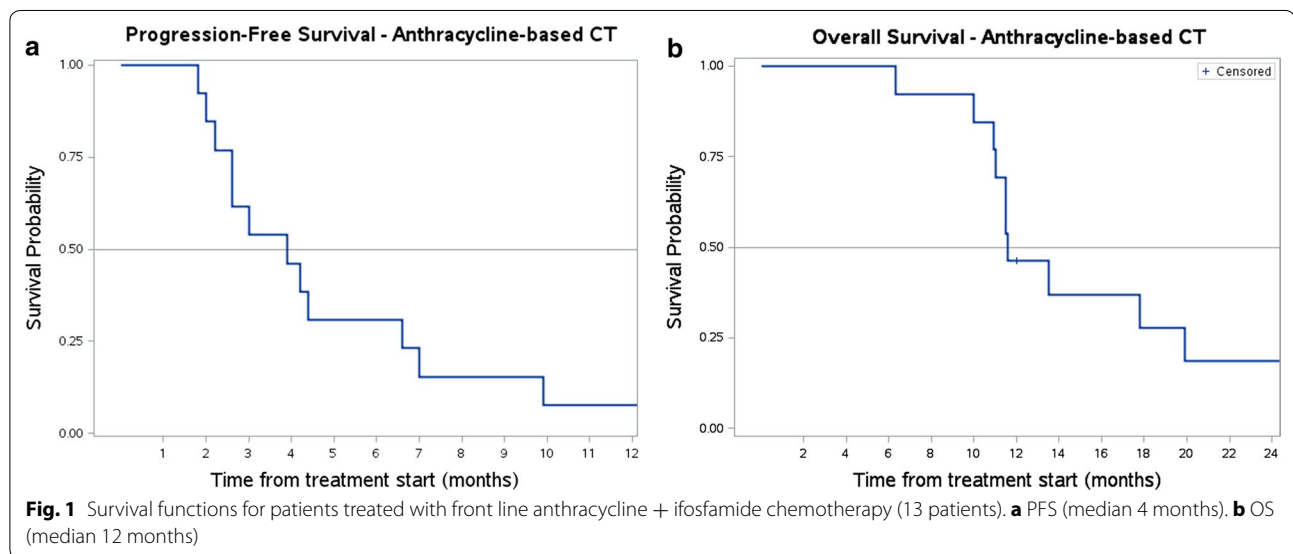 a
Progression-Free Survival - Anthracycline-based CT
1.00
0.75
0.50
0.25
0.00
Survival Probability
1 2 3 4 5 6 7 8 9 10 11 12
Time from treatment start (months)
b
Overall Survival - Anthracycline-based CT
+ Censored
1.00
0.75
0.50
0.25
0.00
Survival Probability
2 4 6 8 10 12 14 16 18 20 22 24
Time from treatment start (months)
Fig. 1 Survival functions for patients treated with front line anthracycline + ifosfamide chemotherapy (13 patients). a PFS (median 4 months). b OS
(median 12 months)